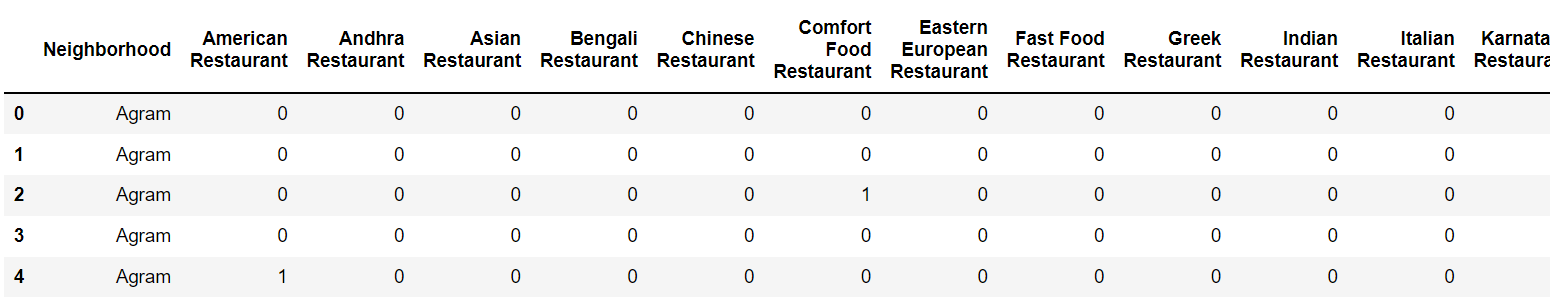 Neighborhood American Restaurant Andhra Restaurant Asian Restaurant Bengali Restaurant Chinese Restaurant Comfort Food Restaurant Eastern European Restaurant Fast Food Restaurant Greek Restaurant Indian Restaurant Italian Restaurant
0 Agram 0 0 0 0 0 0 0 0 0 0 0
1 Agram 0 0 0 0 0 0 0 0 0 0 0
2 Agram 0 0 0 0 0 1 0 0 0 0 0
3 Agram 0 0 0 0 0 0 0 0 0 0 0
4 Agram 1 0 0 0 0 0 0 0 0 0 0